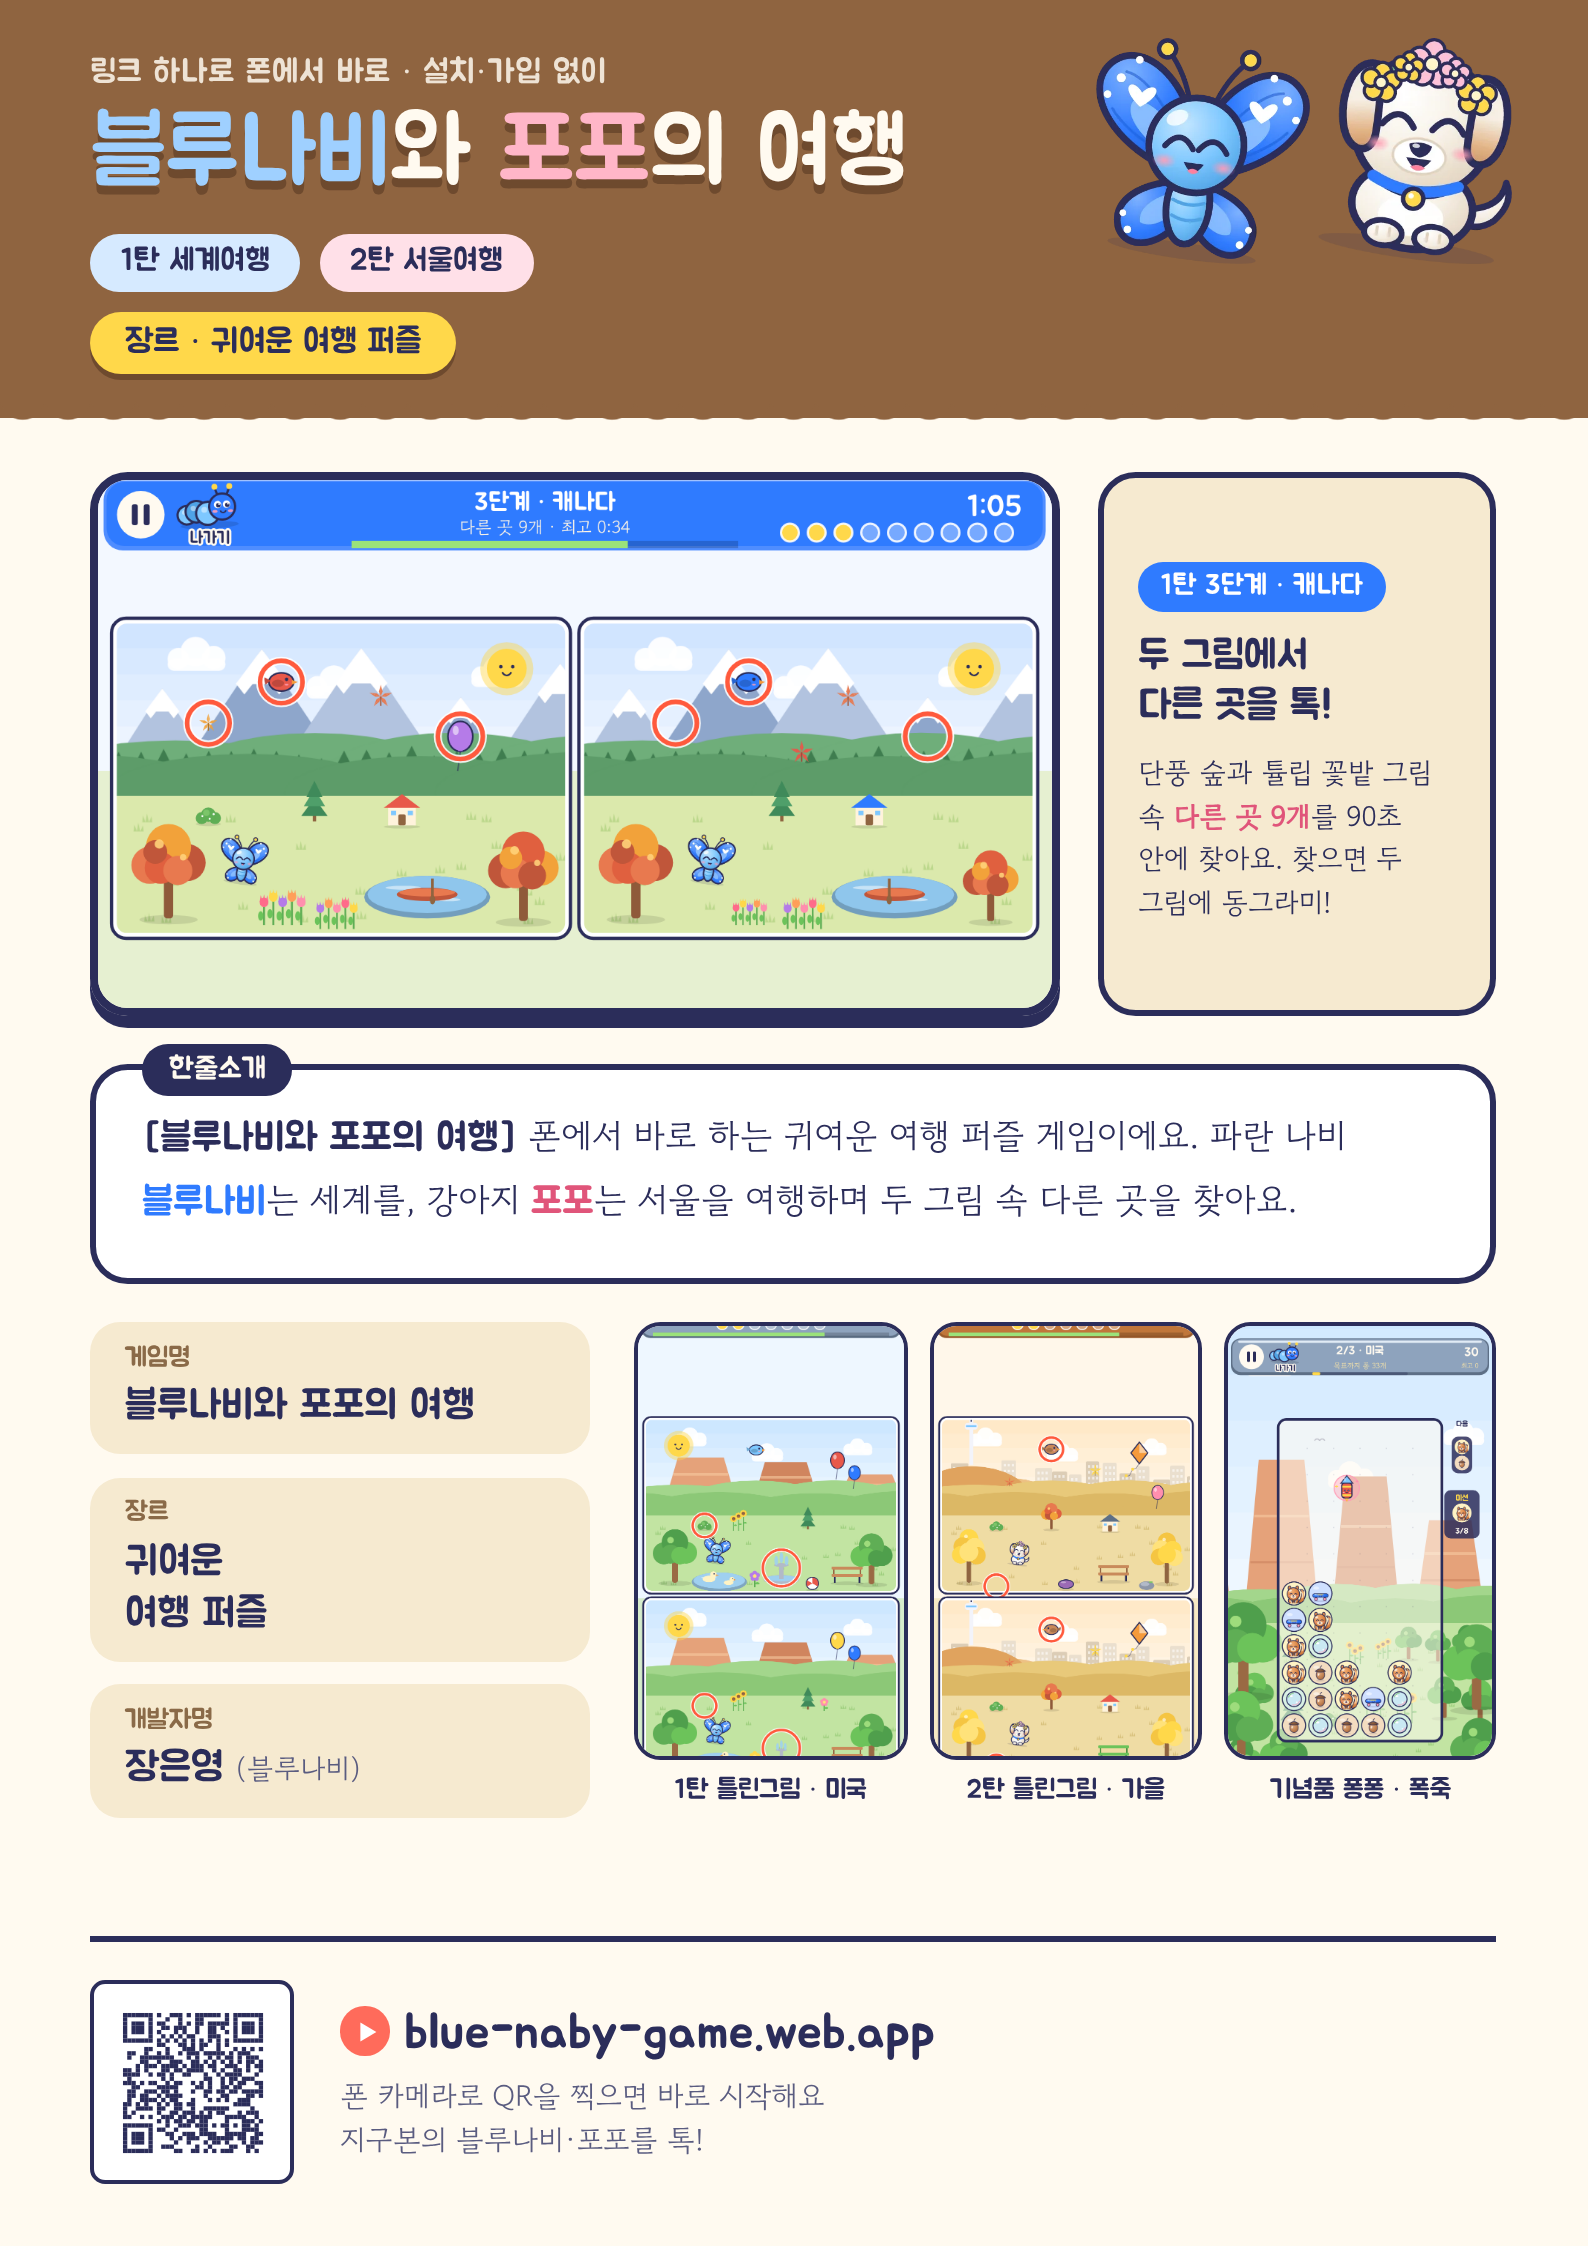 링크 하나로 폰에서 바로 · 설치·가입 없이
블루나비와 포포의 여행
1탄 세계여행
2탄 서울여행
장르 · 귀여운 여행 퍼즐
나가기
3단계 · 캐나다
다른 곳 9개 · 최고 0:34
1:05
1탄 3단계 · 캐나다
두 그림에서
다른 곳을 톡!
단풍 숲과 튤립 꽃밭 그림
속 다른 곳 9개를 90초
안에 찾아요. 찾으면 두
그림에 동그라미!
한줄소개
[블루나비와 포포의 여행] 폰에서 바로 하는 귀여운 여행 퍼즐 게임이에요. 파란 나비
블루나비는 세계를, 강아지 포포는 서울을 여행하며 두 그림 속 다른 곳을 찾아요.
게임명
블루나비와 포포의 여행
장르
귀여운
여행 퍼즐
개발자명
장은영 (블루나비)
1탄 틀린그림 · 미국
2탄 틀린그림 · 가을
나가기
2/3 · 미국
30
다음
미션
3/8
기념품 퐁퐁 · 폭죽
blue-naby-game.web.app
폰 카메라로 QR을 찍으면 바로 시작해요
지구본의 블루나비·포포를 톡!